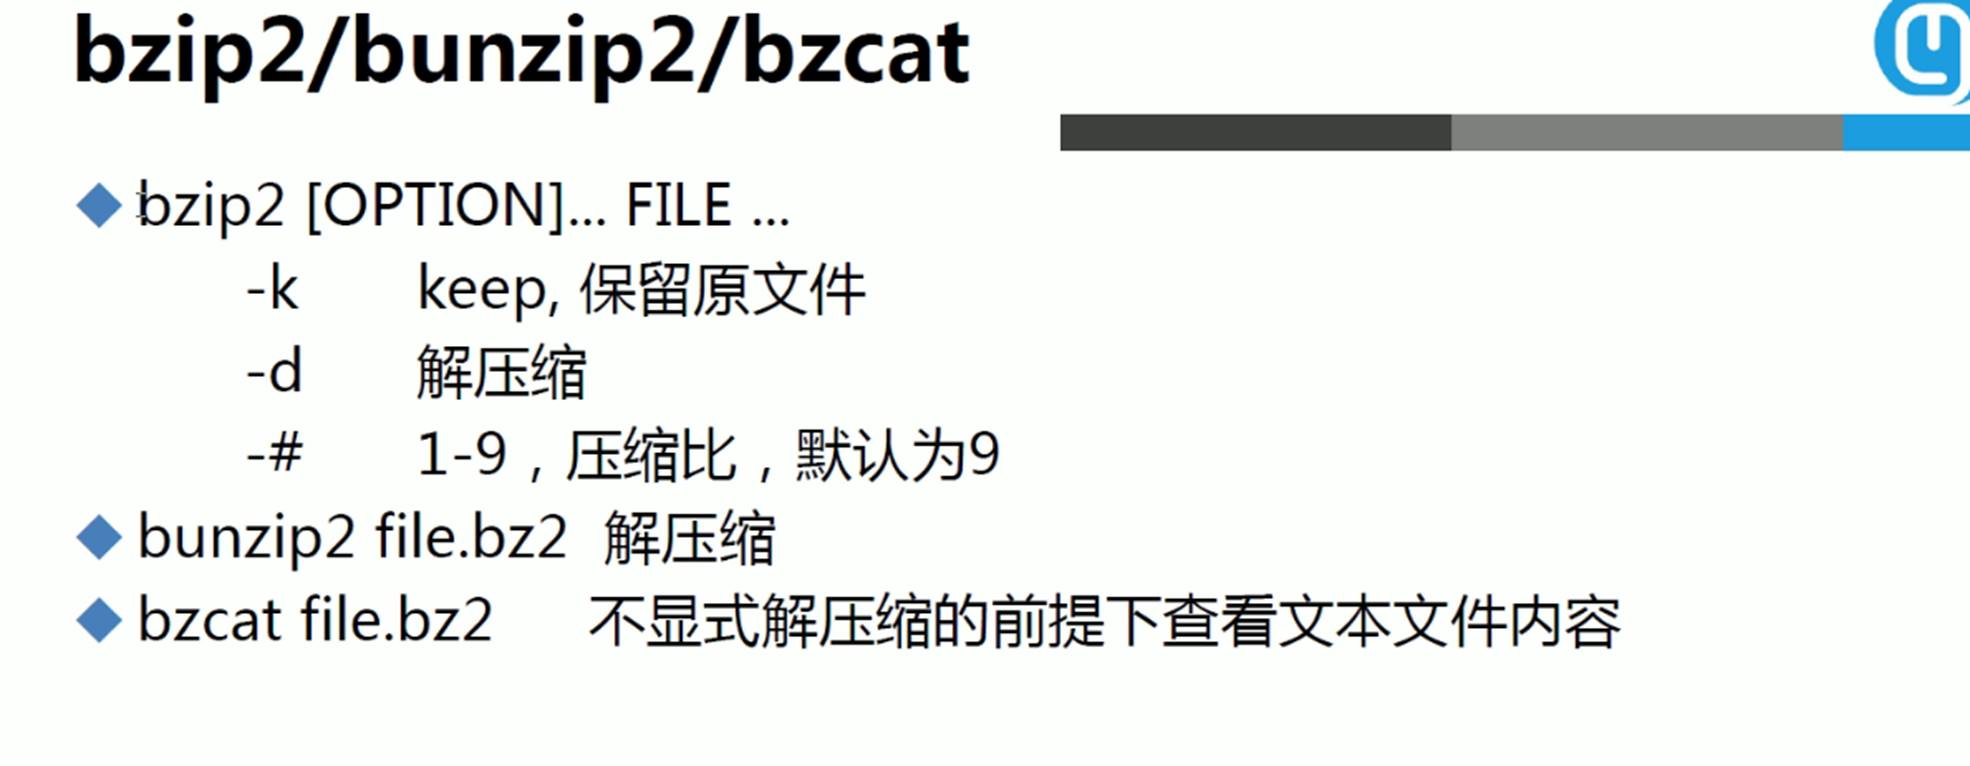 bzip2/bunzip2/bzcat
bzip2 [OPTION]... FILE ...
-k keep, 保留原文件
-d 解压缩
-# 1-9，压缩比，默认为9
bunzip2 file.bz2 解压缩
bzcat file.bz2 不显式解压缩的前提下查看文本文件内容